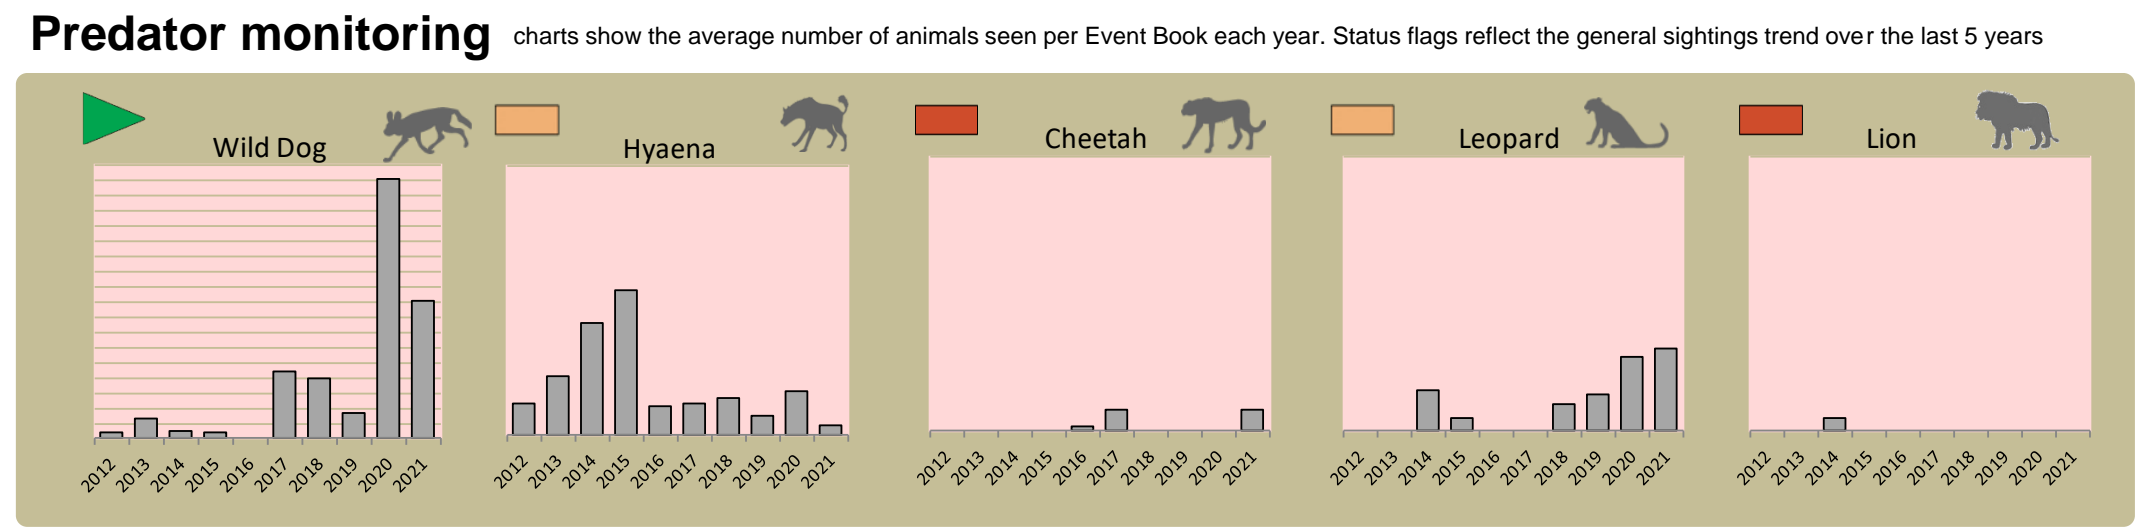 Predator monitoring charts show the average number of animals seen per Event Book each year. Status flags reflect the general sightings trend over the last 5 years
Wild Dog
2012 2013 2014 2015 2016 2017 2018 2019 2020 2021
Hyaena
2012 2013 2014 2015 2016 2017 2018 2019 2020 2021
Cheetah
2012 2013 2014 2015 2016 2017 2018 2019 2020 2021
Leopard
2012 2013 2014 2015 2016 2017 2018 2019 2020 2021
Lion
2012 2013 2014 2015 2016 2017 2018 2019 2020 2021